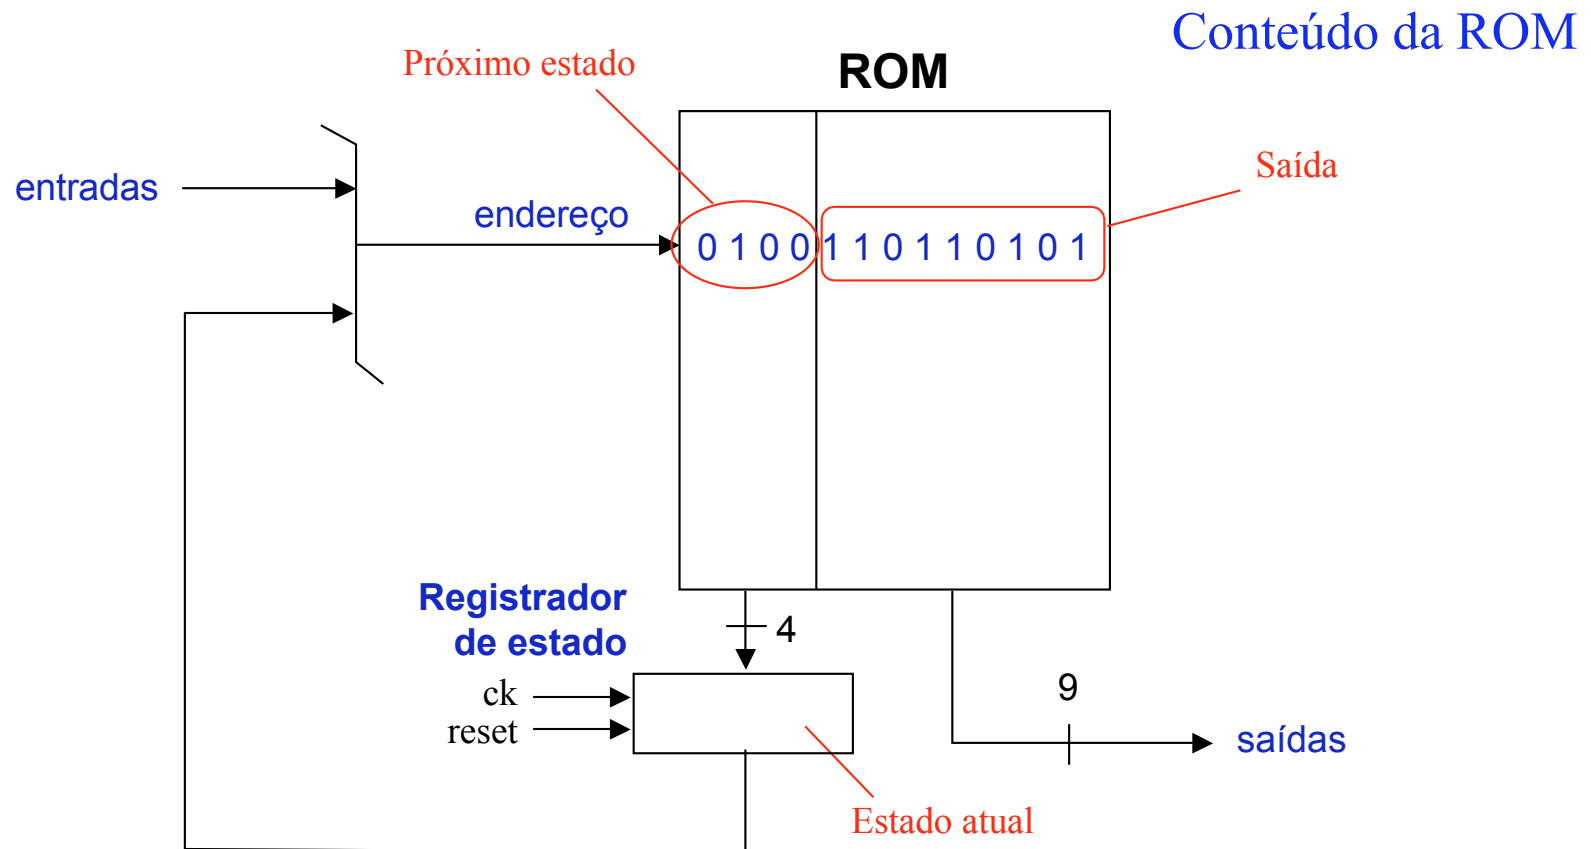 Conteúdo da ROM
Próximo estado
ROM
Saída
entradas
endereço
0 1 0 0 1 1 0 1 1 0 1 0 1
Registrador
de estado
4
ck
reset
9
saídas
Estado atual